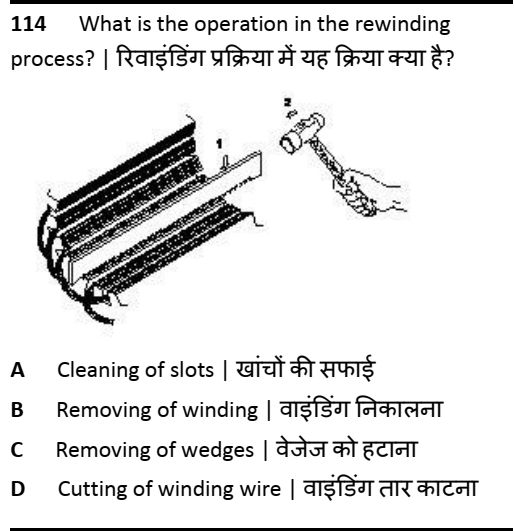 114 What is the operation in the rewinding
process? | रिवाइंडिंग प्रक्रिया में यह क्रिया क्या है?
2
1
A Cleaning of slots | खांचों की सफाई
B Removing of winding | वाइंडिंग निकालना
C Removing of wedges | वेजेज को हटाना
D Cutting of winding wire | वाइंडिंग तार काटना